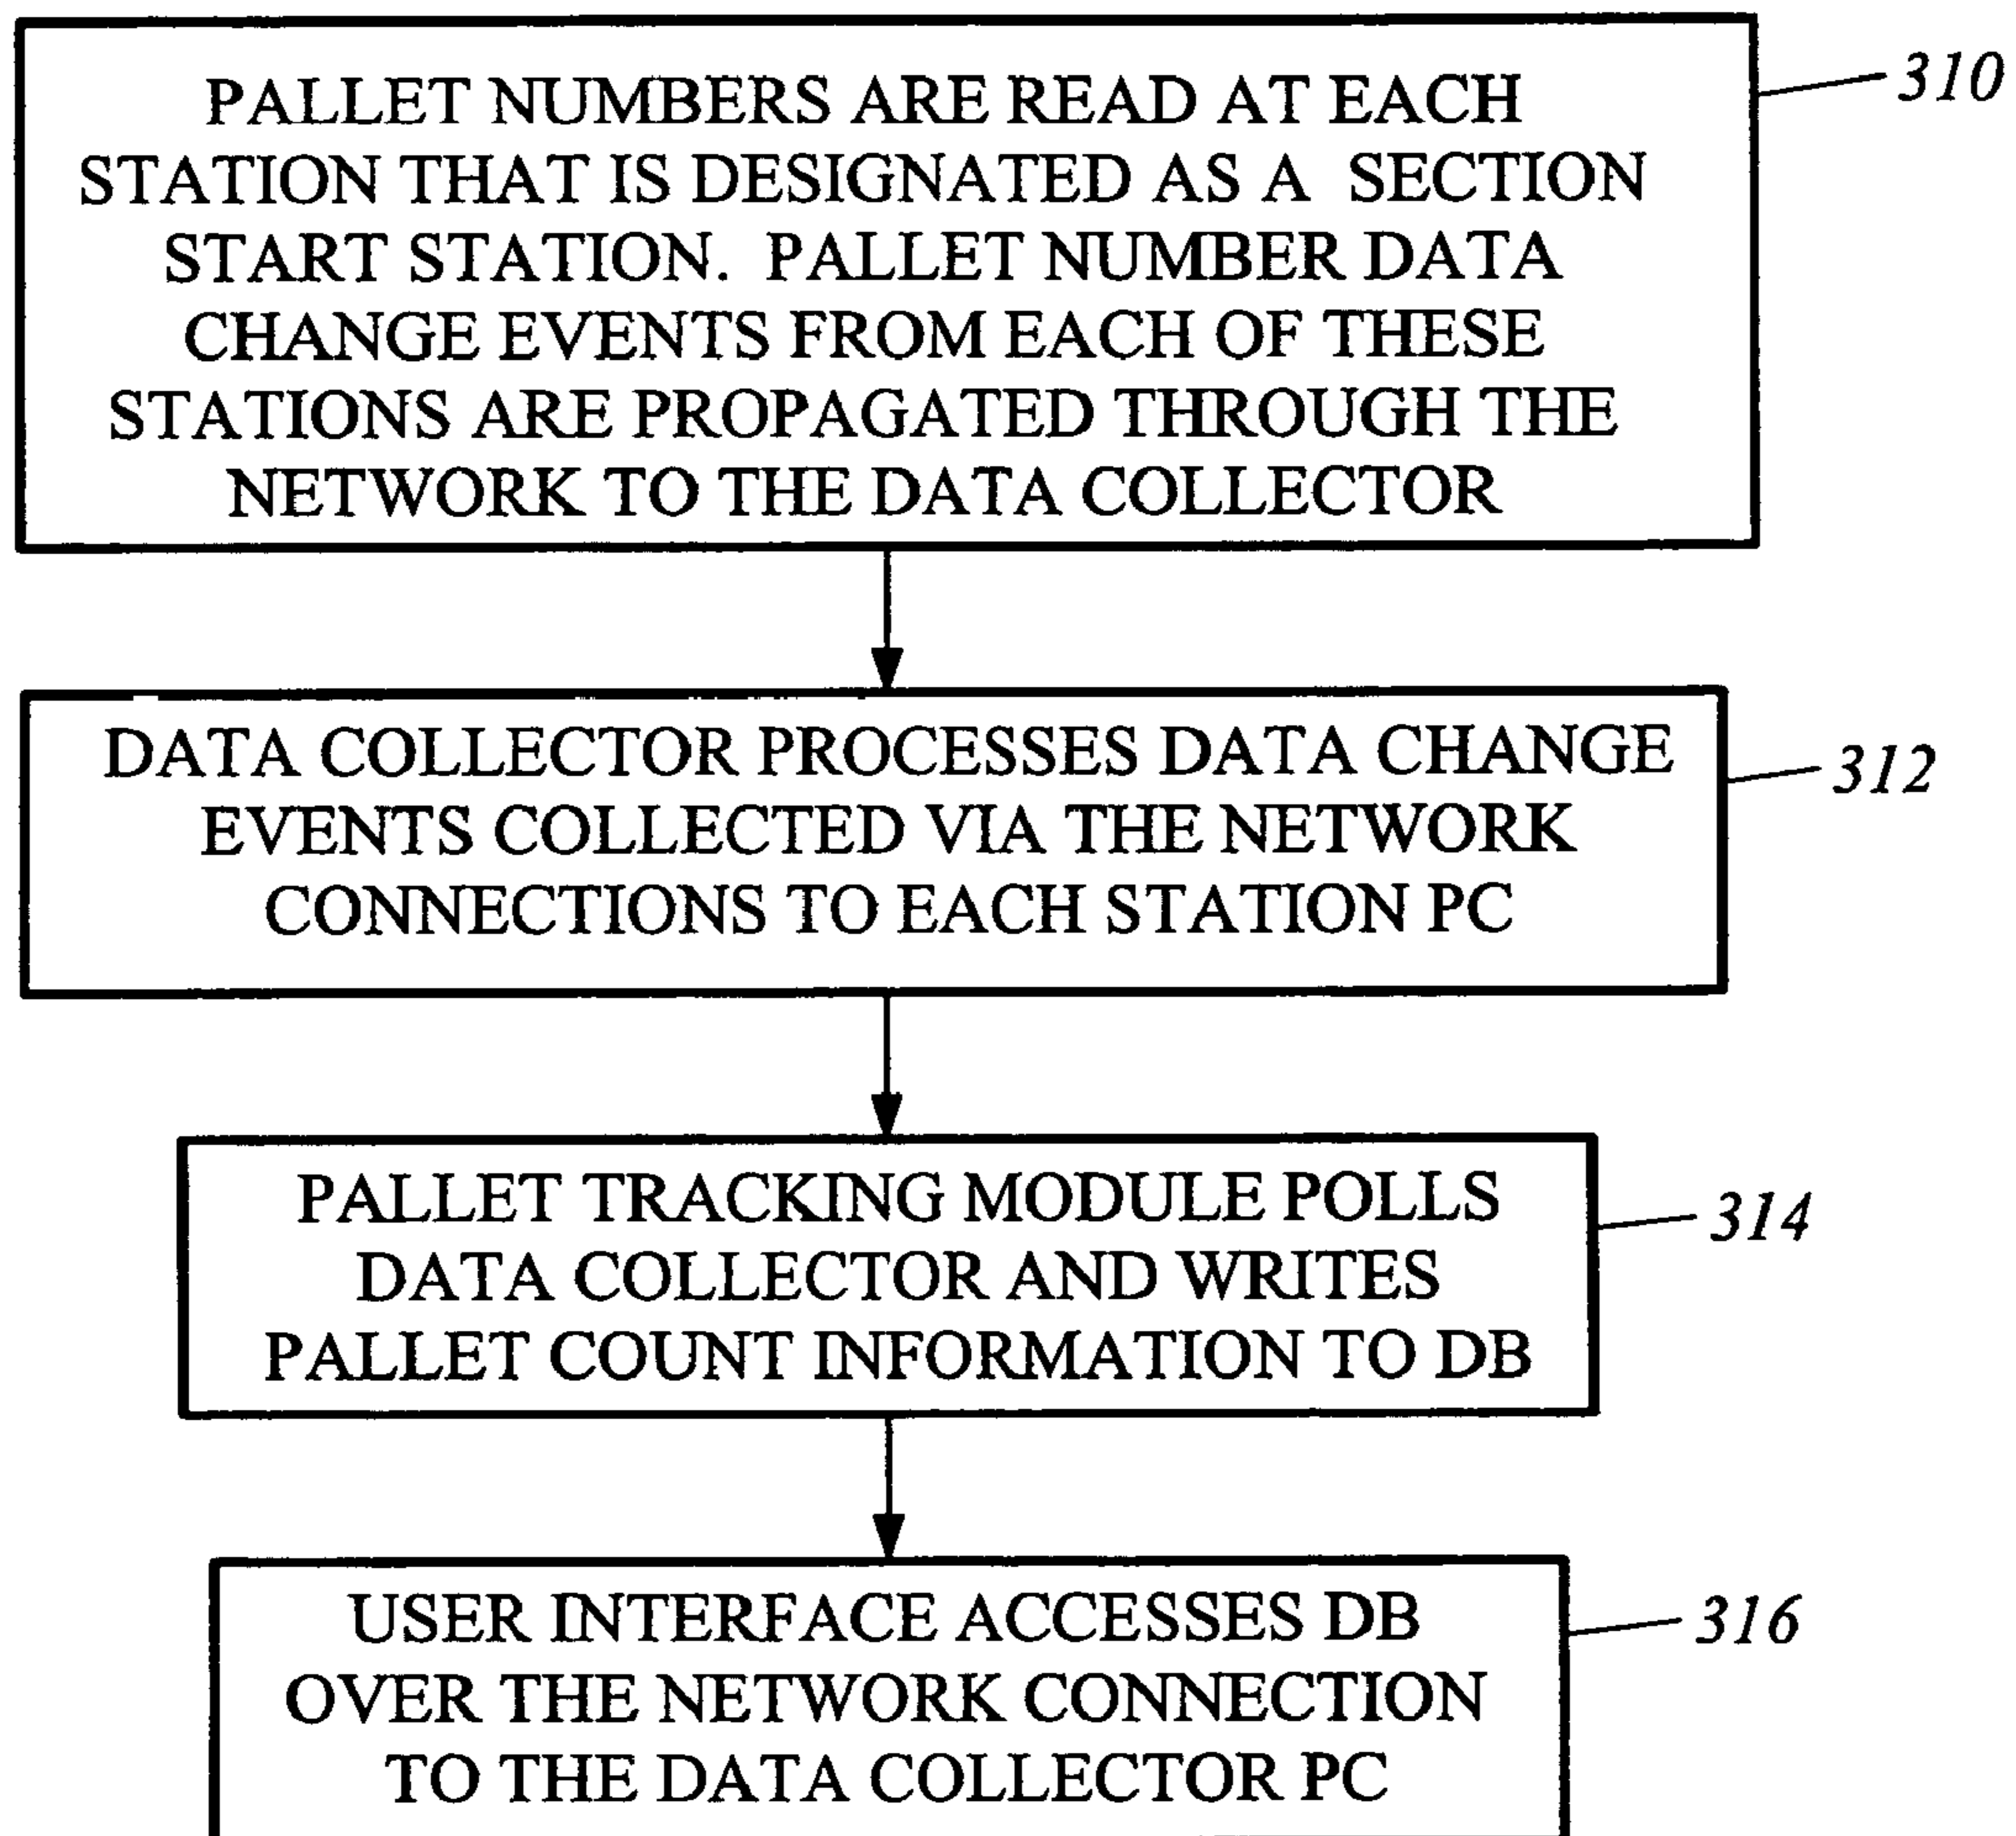 PALLET NUMBERS ARE READ AT EACH
STATION THAT IS DESIGNATED AS A SECTION
START STATION. PALLET NUMBER DATA
CHANGE EVENTS FROM EACH OF THESE
STATIONS ARE PROPAGATED THROUGH THE
NETWORK TO THE DATA COLLECTOR
310
DATA COLLECTOR PROCESSES DATA CHANGE
EVENTS COLLECTED VIA THE NETWORK
CONNECTIONS TO EACH STATION PC
312
PALLET TRACKING MODULE POLLS
DATA COLLECTOR AND WRITES
PALLET COUNT INFORMATION TO DB
314
USER INTERFACE ACCESSES DB
OVER THE NETWORK CONNECTION
TO THE DATA COLLECTOR PC
316